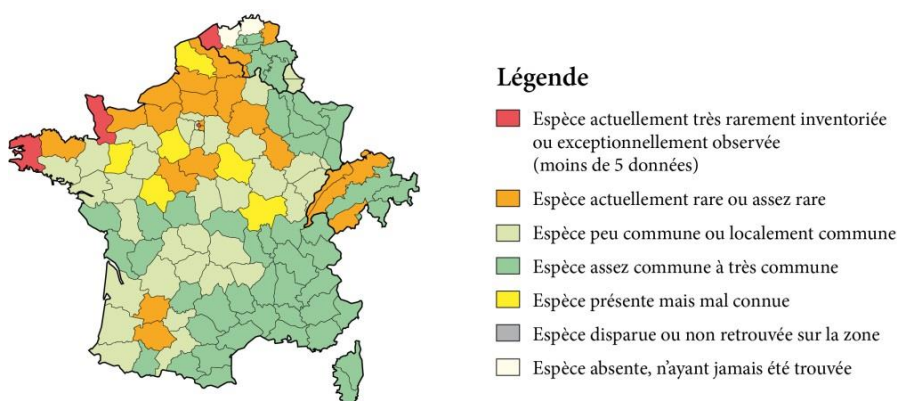 Légende
Espèce actuellement très rarement inventoriée
ou exceptionnellement observée
(moins de 5 données)
Espèce actuellement rare ou assez rare
Espèce peu commune ou localement commune
Espèce assez commune à très commune
Espèce présente mais mal connue
Espèce disparue ou non retrouvée sur la zone
Espèce absente, n'ayant jamais été trouvée